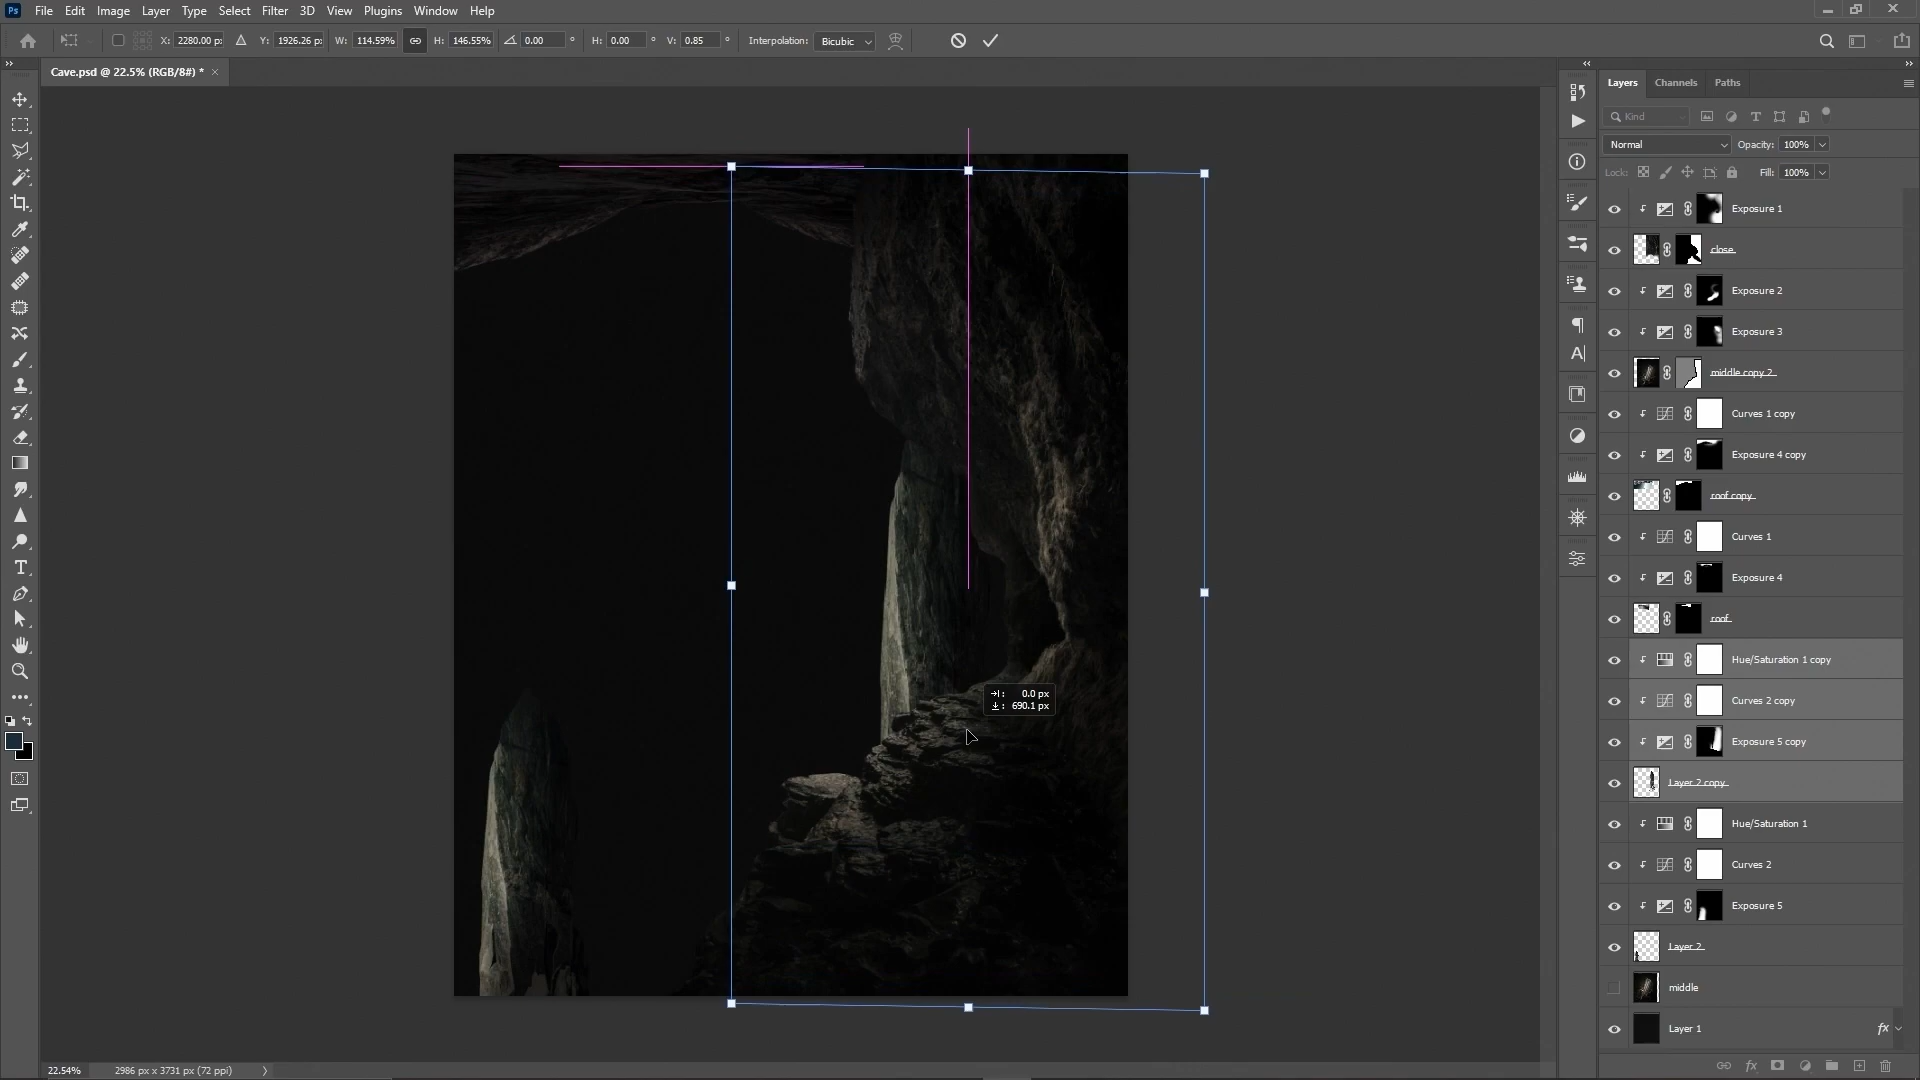 Ps File Edit Image Layer Type Select Filter 3D View Plugins Window Help
X: 2280.00 px Y: 1926.26 px W: 114.59% H: 146.55% 0.00 ° H: 0.00 ° V: 0.85 ° Interpolation: Bicubic
Cave.psd @ 22.5% (RGB/8#) * ×
Layers Channels Paths
Kind
Normal Opacity: 100%
Lock: Fill: 100%
Exposure 1
close
Exposure 2
Exposure 3
middle copy 2
Curves 1 copy
Exposure 4 copy
roof copy
Curves 1
Exposure 4
roof
Hue/Saturation 1 copy
Curves 2 copy
Exposure 5 copy
Layer 2 copy
Hue/Saturation 1
Curves 2
Exposure 5
Layer 2
middle
Layer 1 fx
0.0 px
690.1 px
22.54% 2986 px x 3731 px (72 ppi)